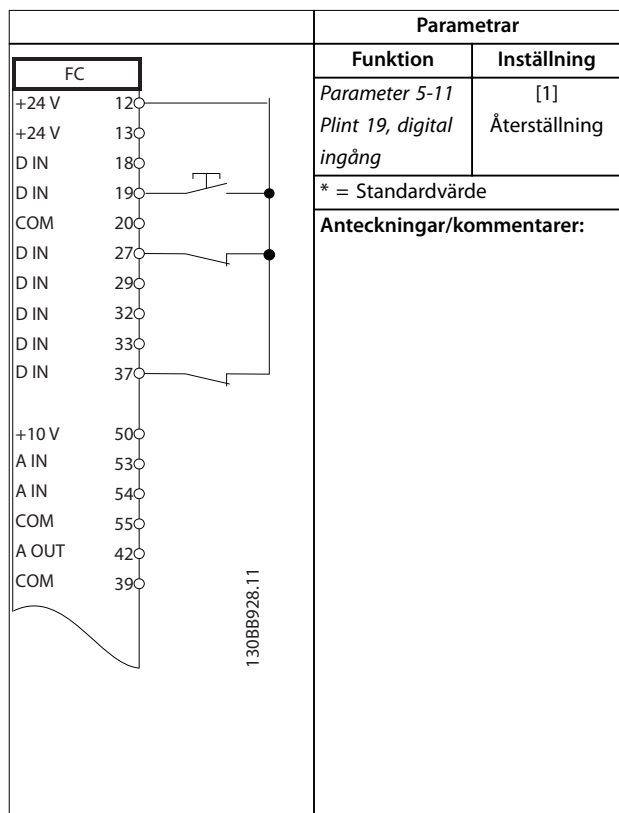 Parametrar
Funktion Inställning
Parameter 5-11
Plint 19, digital
ingång
[1]
Återställning
* = Standardvärde
Anteckningar/kommentarer:
FC
+24 V 12
+24 V 13
D IN 18
D IN 19
COM 20
D IN 27
D IN 29
D IN 32
D IN 33
D IN 37
+10 V 50
A IN 53
A IN 54
COM 55
A OUT 42
COM 39
130BB928.11